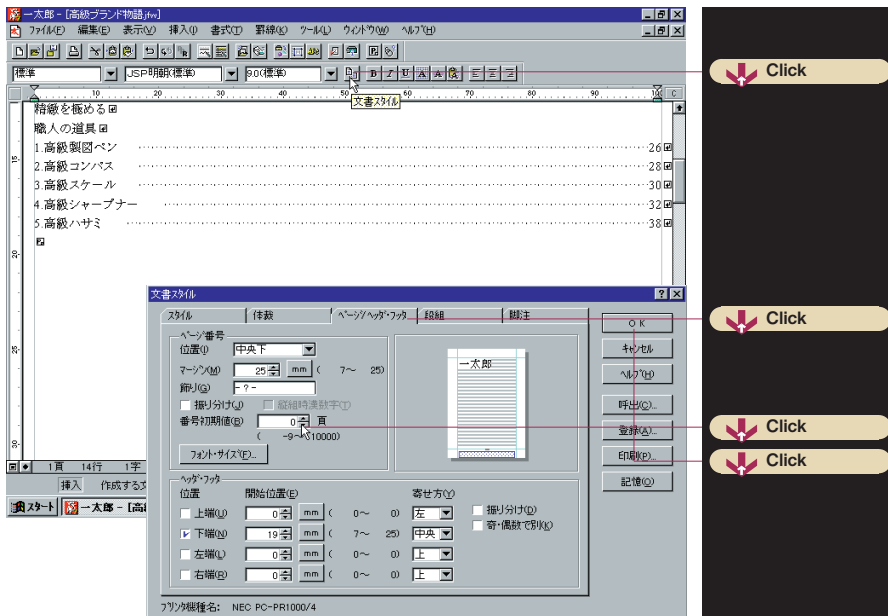 一太郎 - [高級ブランド物語.jfw]
ファイル(F) 編集(E) 表示(V) 挿入(I) 書式(T) 罫線(K) ツール(L) ウィンドウ(W) ヘルプ(H)
標準 JSP明朝(標準) 9.0(標準) B I U A A
10 20 30 40 50 60 70 80 90 100
文書スタイル
精緻を極める
職人の道具
1.高級製図ペン 26
2.高級コンパス 28
3.高級スケール 30
4.高級シャープナー 32
5.高級ハサミ 38
15
20
25
30
1頁 14行 1字
挿入 作成する文
スタート 一太郎 - [高級
文書スタイル
スタイル 体裁 ページ/ヘッダ・フッタ 段組 脚注
ページ番号
位置(I) 中央下
マージン(M) 25 mm ( 7～ 25)
飾り(G) - ? -
振り分け(J) 縦組時漢数字(T)
番号初期値(B) 0 頁
( -9～ 10000)
フォント・サイズ(F)...
一太郎
ヘッダ・フッタ
位置 開始位置(E) 寄せ方(Y)
上端(U) 0 mm ( 0～ 0) 左 振り分け(D)
下端(N) 19 mm ( 7～ 25) 中央 奇・偶数で別(K)
左端(L) 0 mm ( 0～ 0) 上
右端(R) 0 mm ( 0～ 0) 上
プリンタ機種名: NEC PC-PR1000/4
OK
キャンセル
ヘルプ(H)
呼出(C)...
登録(A)...
印刷(P)...
記憶(O)
Click
Click
Click
Click